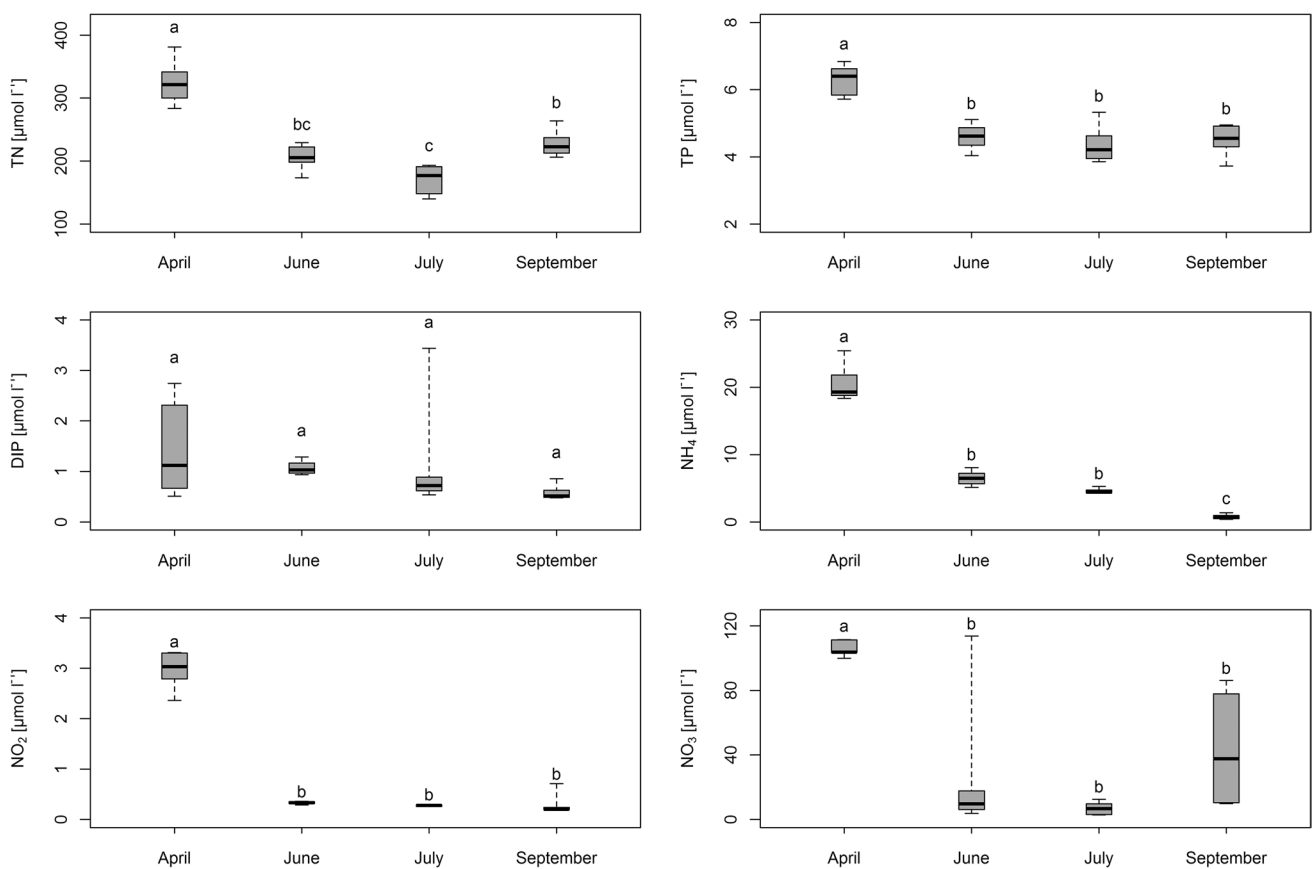 TN [µmol l⁻¹]
400
300
200
100
a
bc
c
b
April
June
July
September
TP [µmol l⁻¹]
8
6
4
2
a
b
b
b
April
June
July
September
DIP [µmol l⁻¹]
4
3
2
1
0
a
a
a
a
April
June
July
September
NH₄ [µmol l⁻¹]
30
20
10
0
a
b
b
c
April
June
July
September
NO₂ [µmol l⁻¹]
4
3
2
1
0
a
b
b
b
April
June
July
September
NO₃ [µmol l⁻¹]
120
80
40
0
a
b
b
b
April
June
July
September